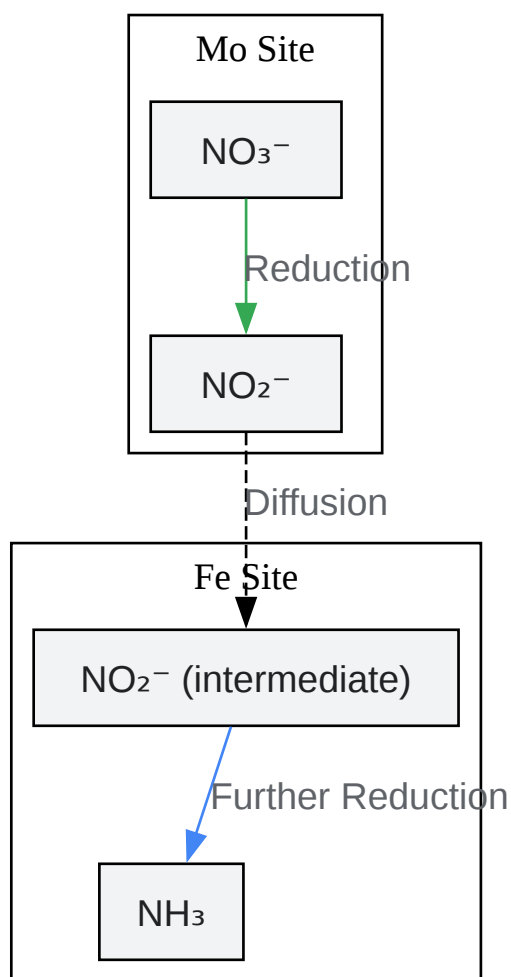 Mo Site
NO₃⁻
Reduction
NO₂⁻
Diffusion
Fe Site
NO₂⁻ (intermediate)
Further Reduction
NH₃